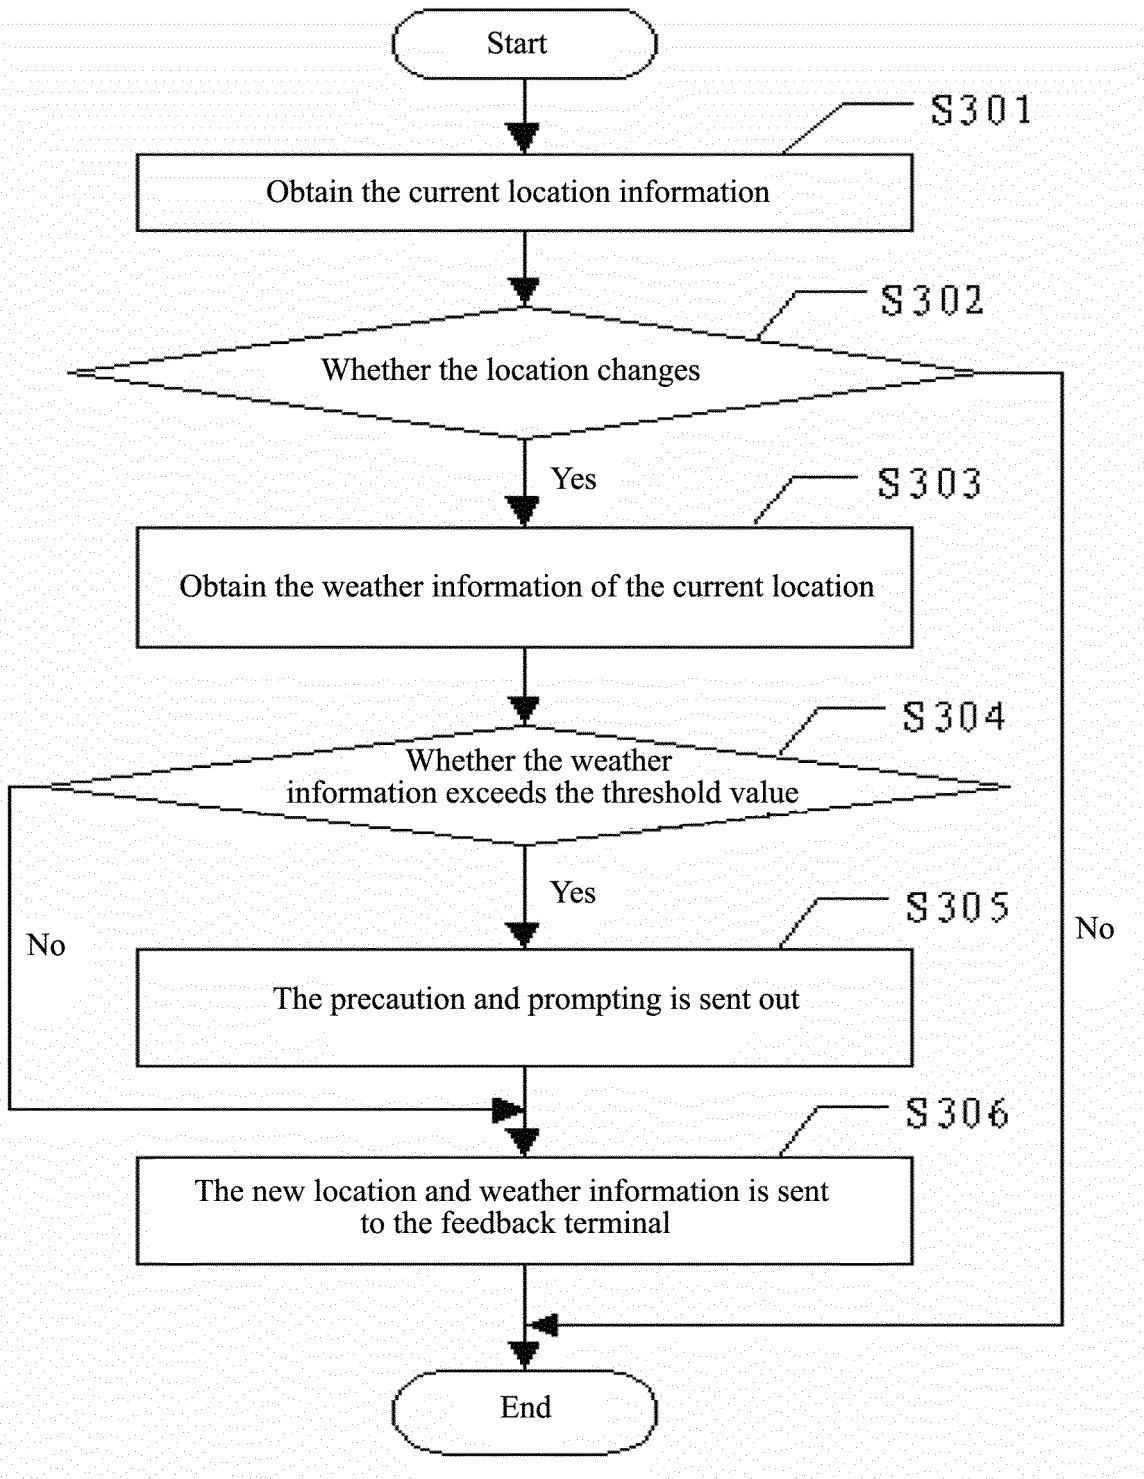 Start
S301
Obtain the current location information
S302
Whether the location changes
Yes
S303
Obtain the weather information of the current location
S304
Whether the weather
information exceeds the threshold value
Yes
S305
No
No
The precaution and prompting is sent out
S306
The new location and weather information is sent
to the feedback terminal
End